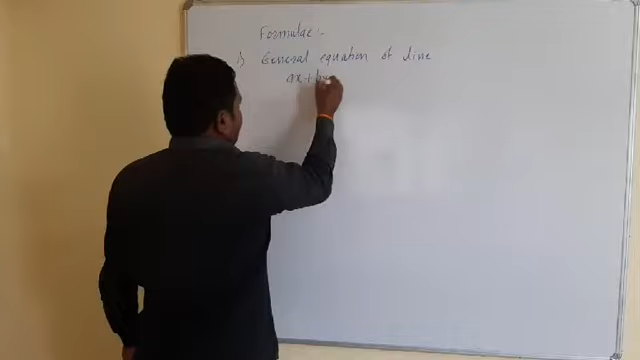 Formulae :-
1) General equation of line
ax + by